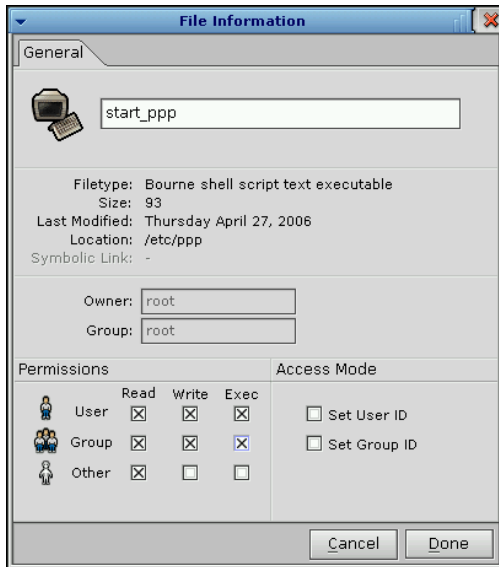 File Information
General
start_ppp
Filetype: Bourne shell script text executable
Size: 93
Last Modified: Thursday April 27, 2006
Location: /etc/ppp
Symbolic Link: -
Owner: root
Group: root
Permissions
Read Write Exec
User
Group
Other
Access Mode
Set User ID
Set Group ID
Cancel Done